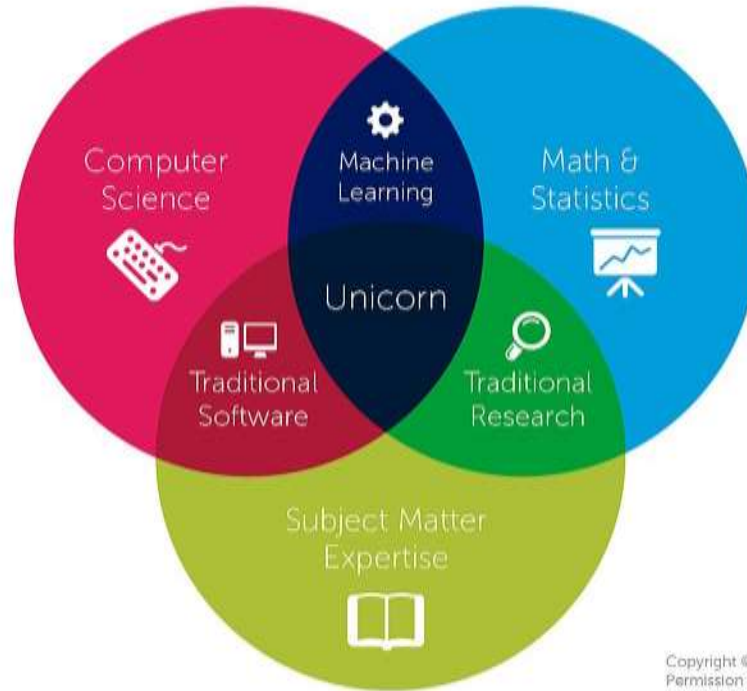 Computer
Science
Machine
Learning
Math &
Statistics
Unicorn
Traditional
Software
Traditional
Research
Subject Matter
Expertise
Copyright ©
Permission